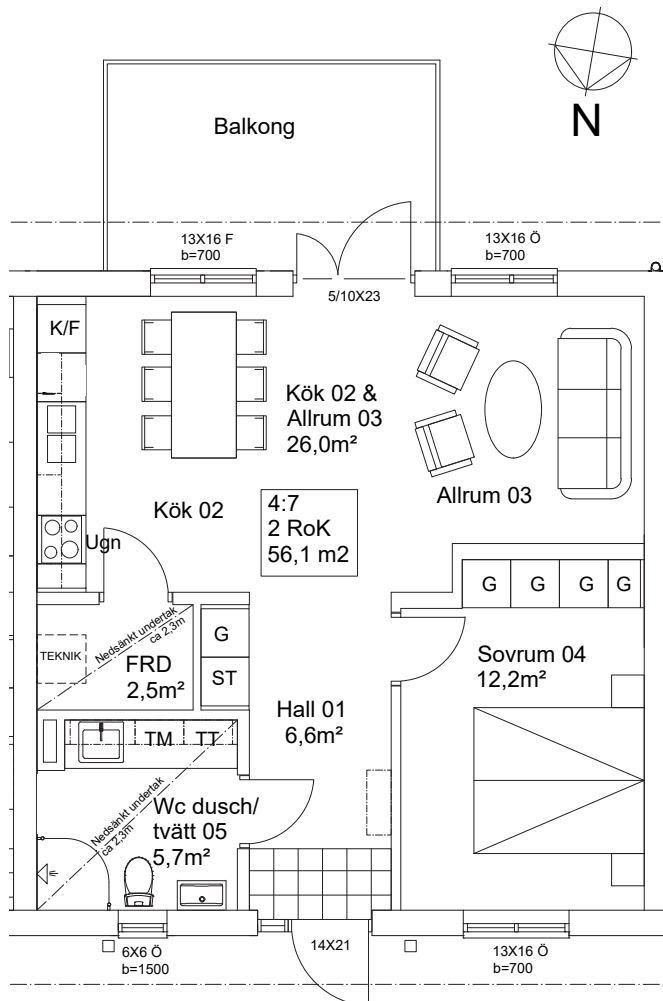 N
Balkong
13X16 F
b=700
13X16 Ö
b=700
5/10X23
K/F
Kök 02 &
Allrum 03
26,0m²
Allrum 03
Kök 02
4:7
2 RoK
56,1 m2
Ugn
G
G
G
G
Nedsänkt undertak
ca 2,3m
TEKNIK
FRD
2,5m²
G
ST
Sovrum 04
12,2m²
Hall 01
6,6m²
TM
TT
Nedsänkt undertak
ca 2,3m
Wc dusch/
tvätt 05
5,7m²
6X6 Ö
b=1500
14X21
13X16 Ö
b=700